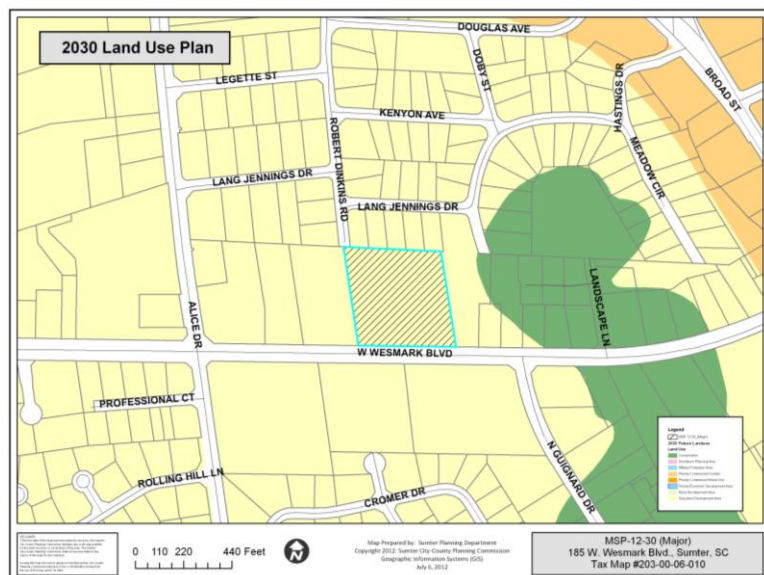 2030 Land Use Plan
DOUGLAS AVE
DOBY ST
BROAD ST
LEGETTE ST
HASTINGS DR
KENYON AVE
ROBERT DINKINS RD
MEADOW CIR
LANG JENNINGS DR
LANG JENNINGS DR
LANDSCAPE LN
ALICE DR
W WESMARK BLVD
PROFESSIONAL CT
N GUIGNARD DR
ROLLING HILL LN
CROMER DR
Legend
Land Use
0 110 220 440 Feet
N
Map Prepared by: Sumter Planning Department
Copyright 2012: Sumter City County Planning Commission
Geographic Information Systems (GIS)
July 6, 2012
MSP-12-30 (Major)
185 W. Wesmark Blvd., Sumter, SC
Tax Map #203-00-06-010